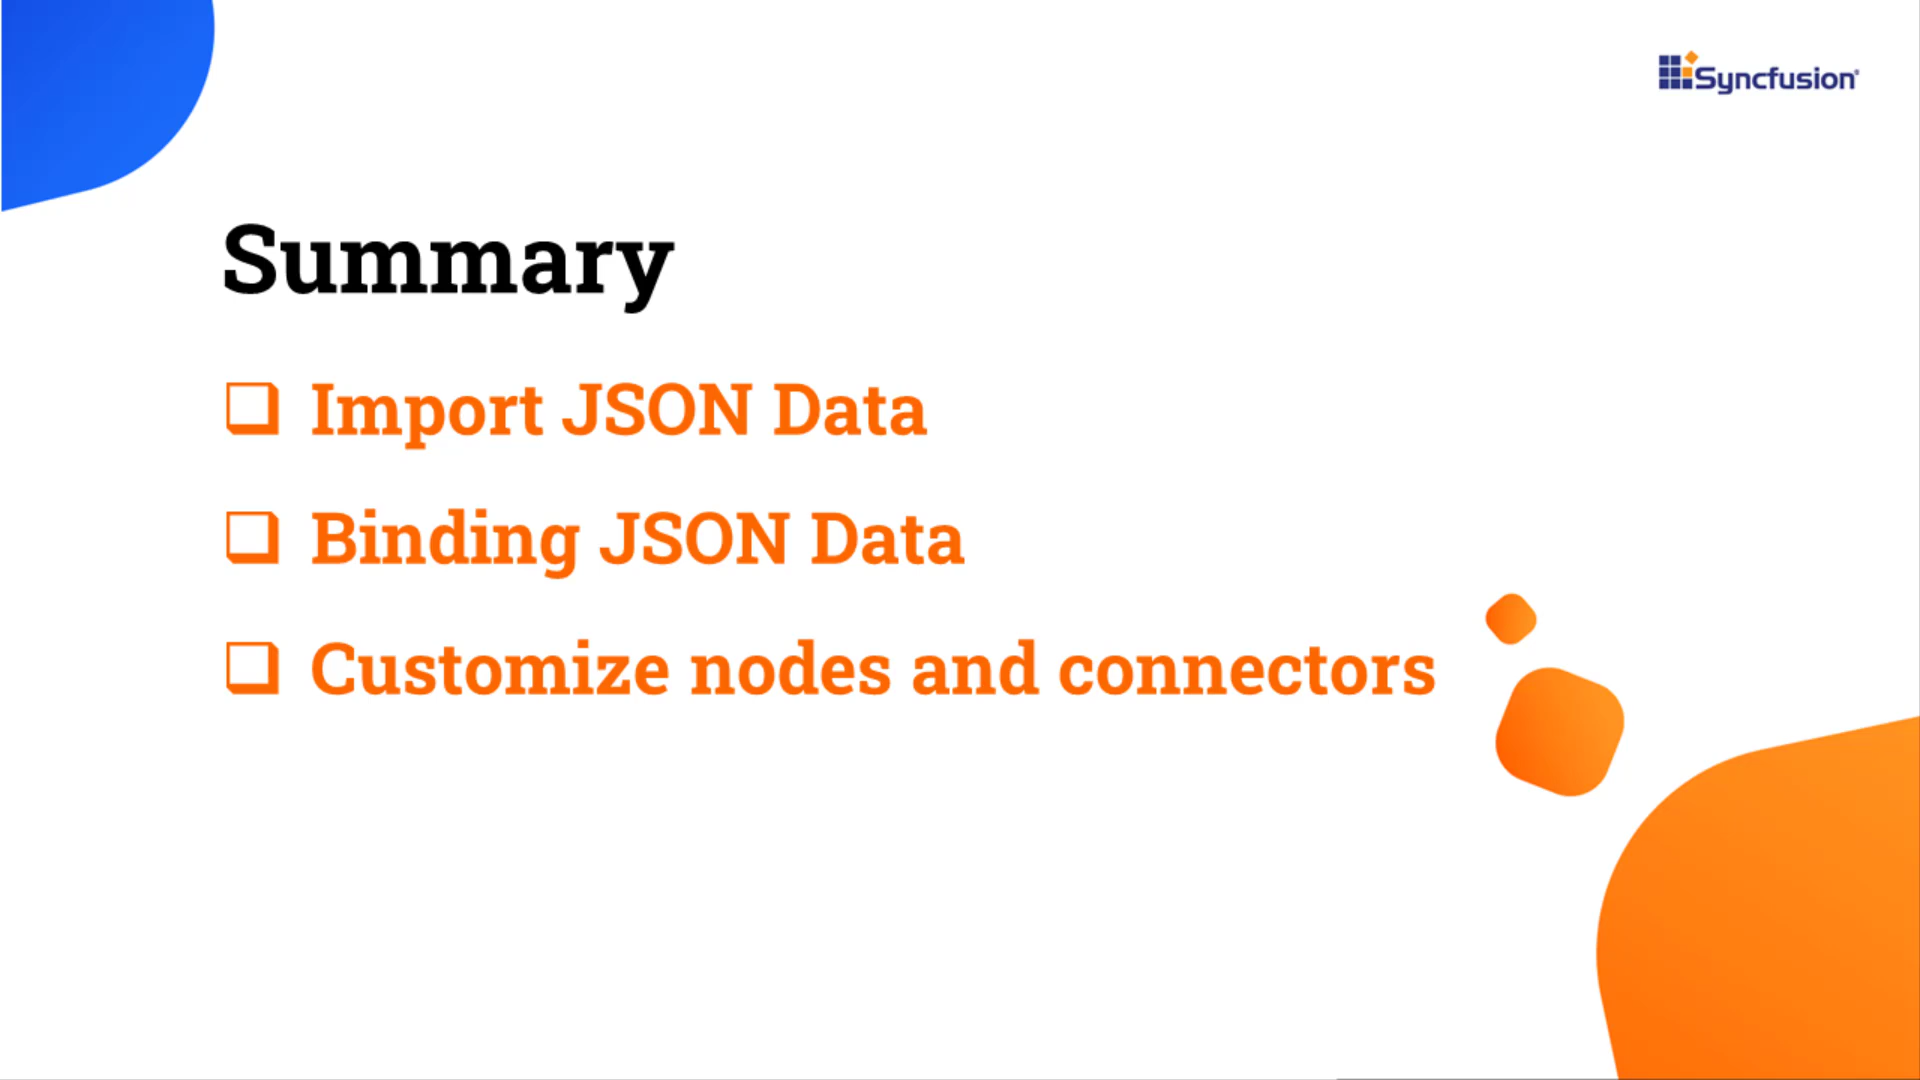 Syncfusion®
Summary
❑ Import JSON Data
❑ Binding JSON Data
❑ Customize nodes and connectors